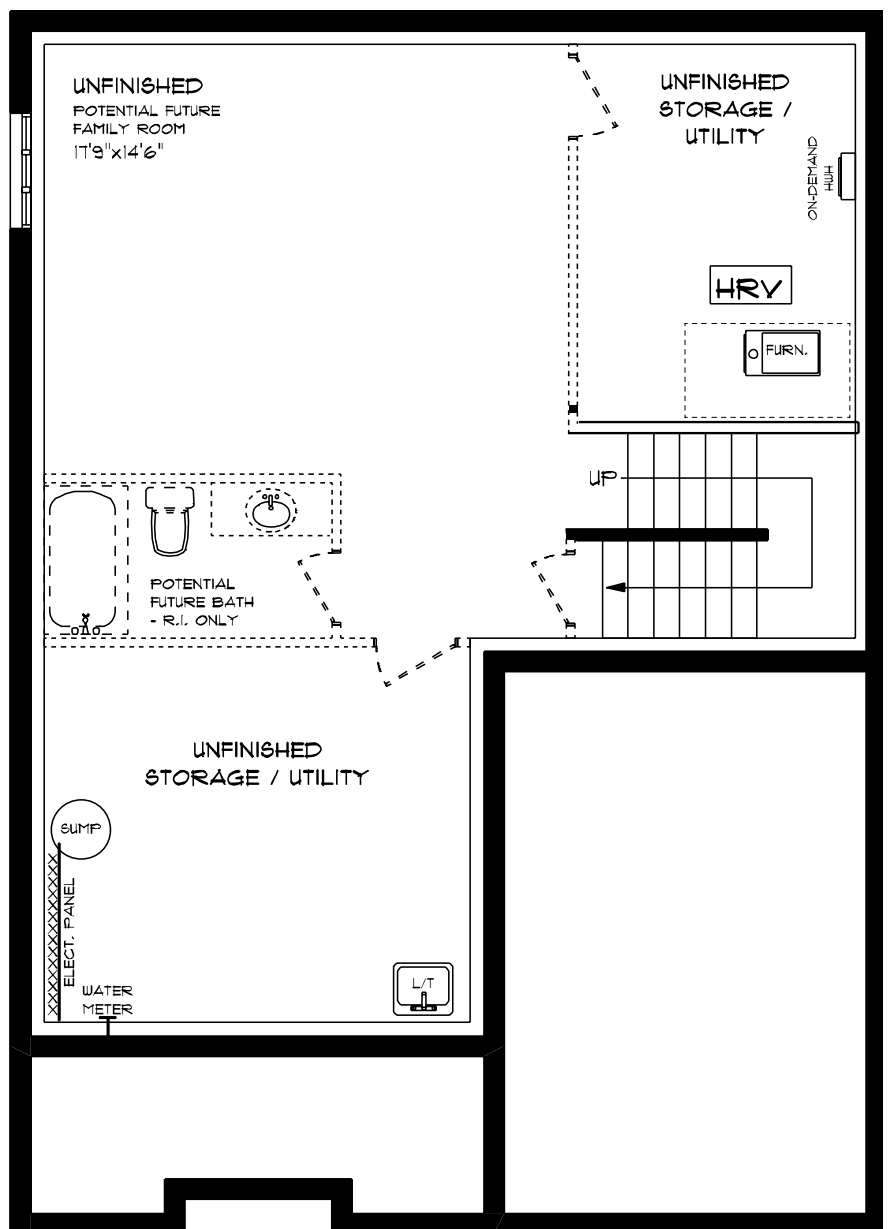 UNFINISHED
POTENTIAL FUTURE
FAMILY ROOM
17'9"x14'6"
UNFINISHED
STORAGE /
UTILITY
ON-DEMAND
HWH
HRV
FURN.
UP
POTENTIAL
FUTURE BATH
- R.I. ONLY
UNFINISHED
STORAGE / UTILITY
SUMP
ELECT. PANEL
WATER
METER
L/T